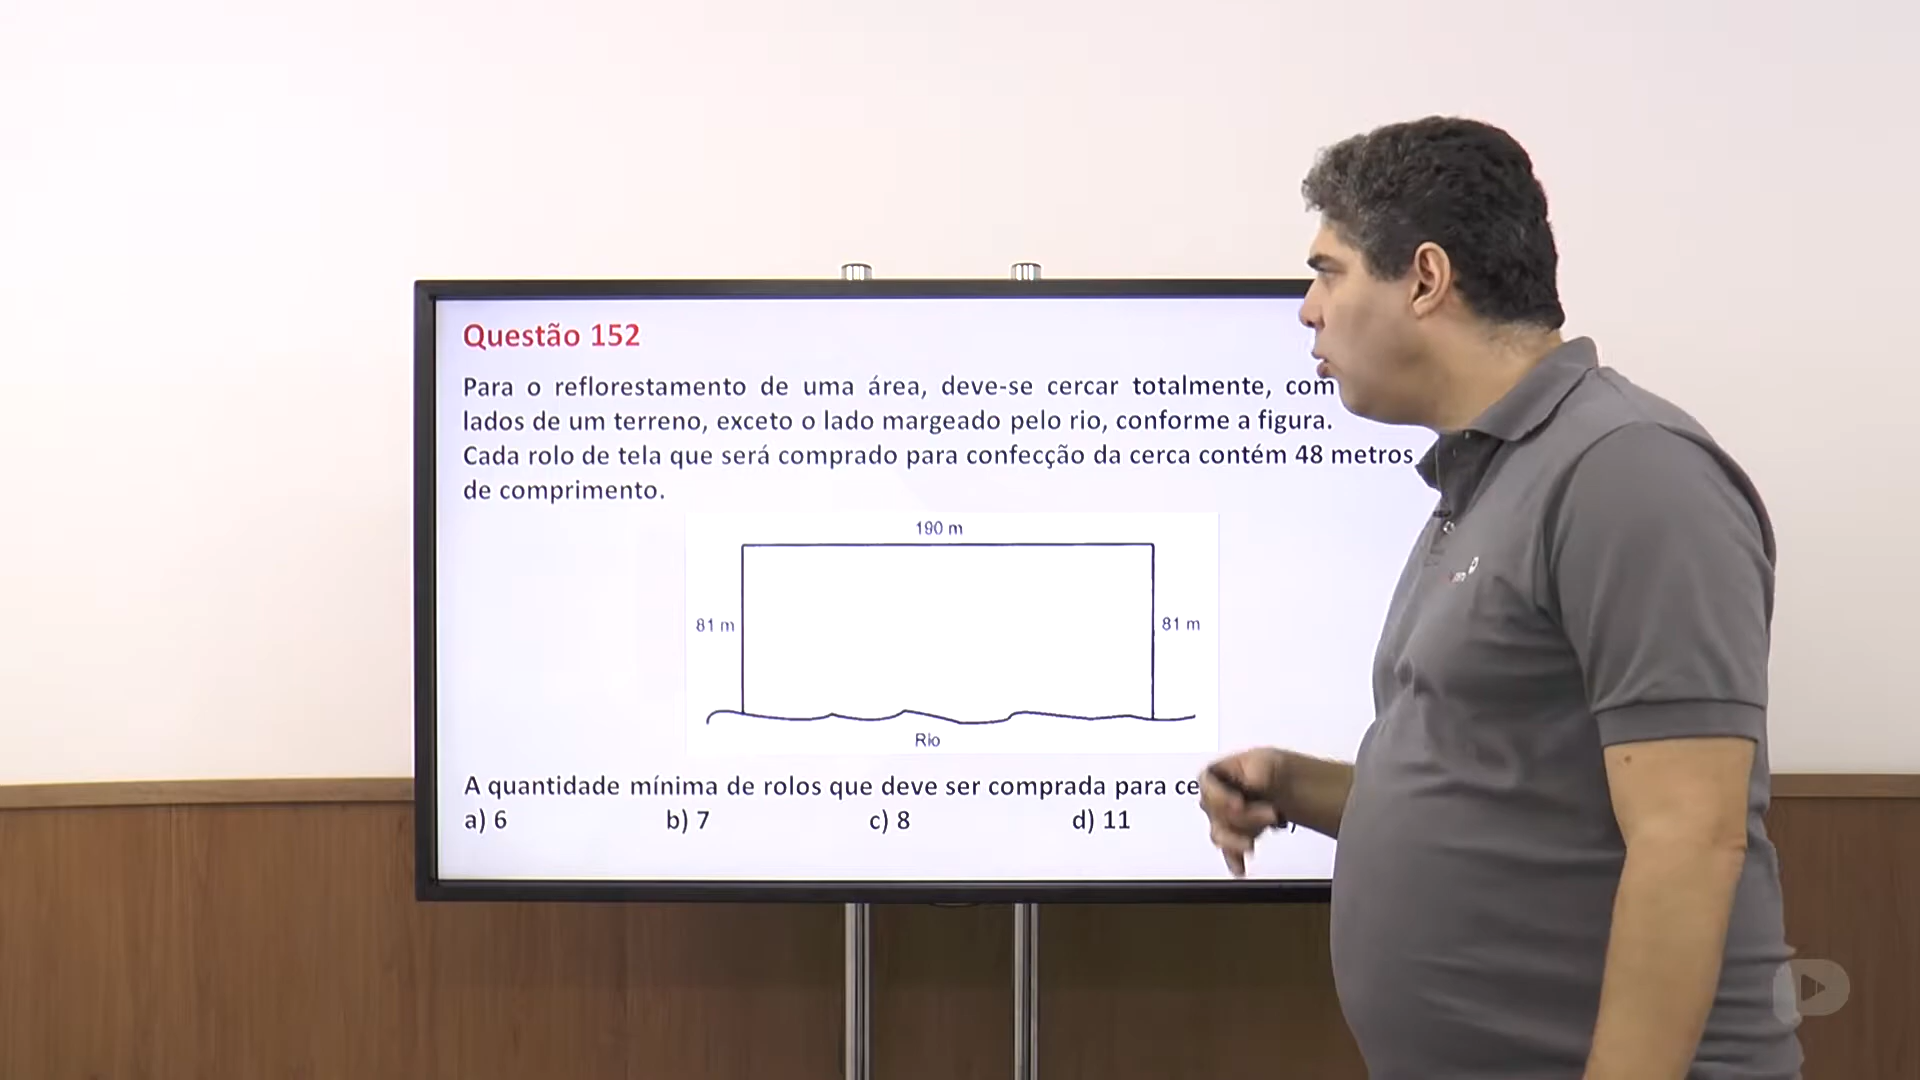 Questão 152
Para o reflorestamento de uma área, deve-se cercar totalmente, com
lados de um terreno, exceto o lado margeado pelo rio, conforme a figura.
Cada rolo de tela que será comprado para confecção da cerca contém 48 metros
de comprimento.
190 m
81 m
81 m
Rio
A quantidade mínima de rolos que deve ser comprada para ce
a) 6 b) 7 c) 8 d) 11